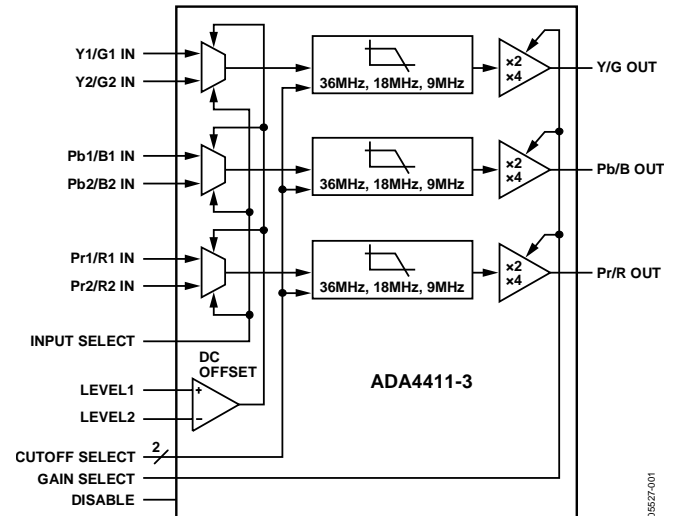 Y1/G1 IN
Y2/G2 IN
36MHz, 18MHz, 9MHz
×2
×4
Y/G OUT
Pb1/B1 IN
Pb2/B2 IN
36MHz, 18MHz, 9MHz
×2
×4
Pb/B OUT
Pr1/R1 IN
Pr2/R2 IN
36MHz, 18MHz, 9MHz
×2
×4
Pr/R OUT
INPUT SELECT
DC
OFFSET
LEVEL1
LEVEL2
+
−
ADA4411-3
CUTOFF SELECT
2
GAIN SELECT
DISABLE
05527-001